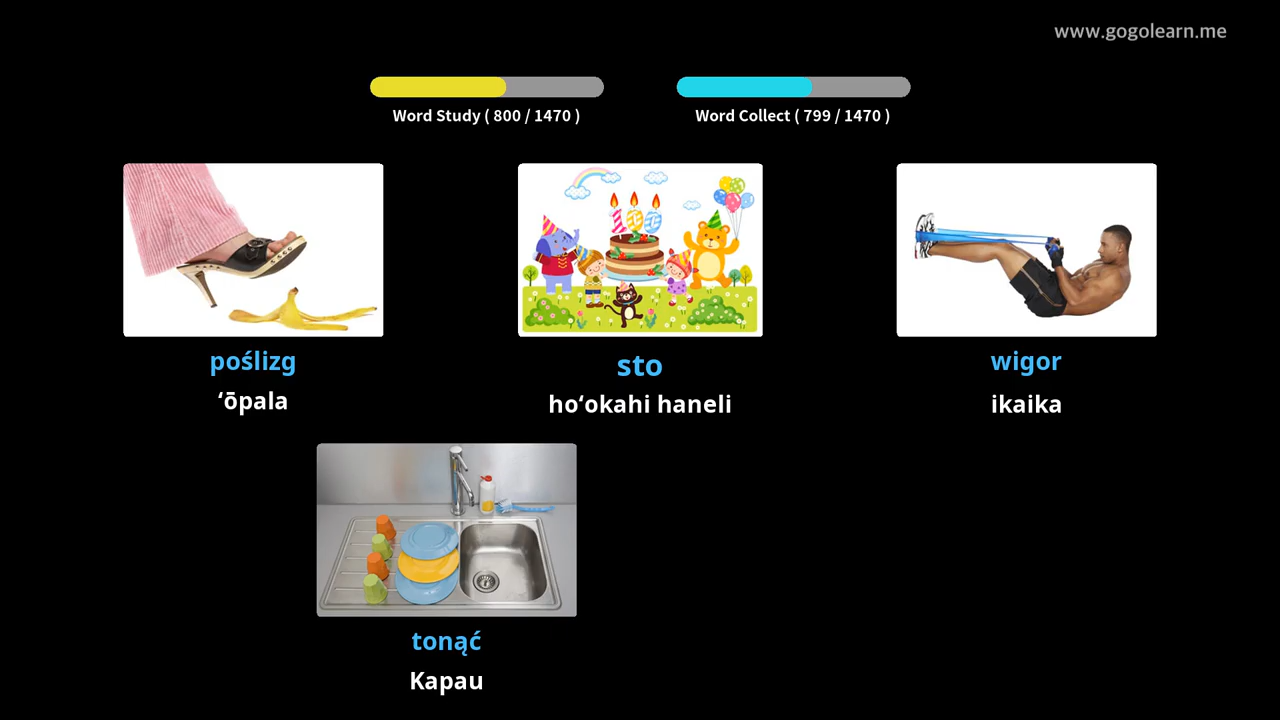 www.gogolearn.me
Word Study ( 800 / 1470 )
Word Collect ( 799 / 1470 )
100
poślizg
sto
wigor
ʻōpala
hoʻokahi haneli
ikaika
tonąć
Kapau